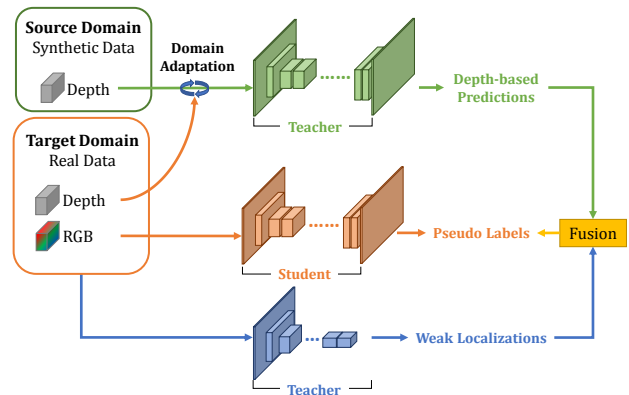 Source Domain
Synthetic Data
Depth
Domain
Adaptation
Teacher
Depth-based
Predictions
Target Domain
Real Data
Depth
RGB
Student
Pseudo Labels
Fusion
Weak Localizations
Teacher